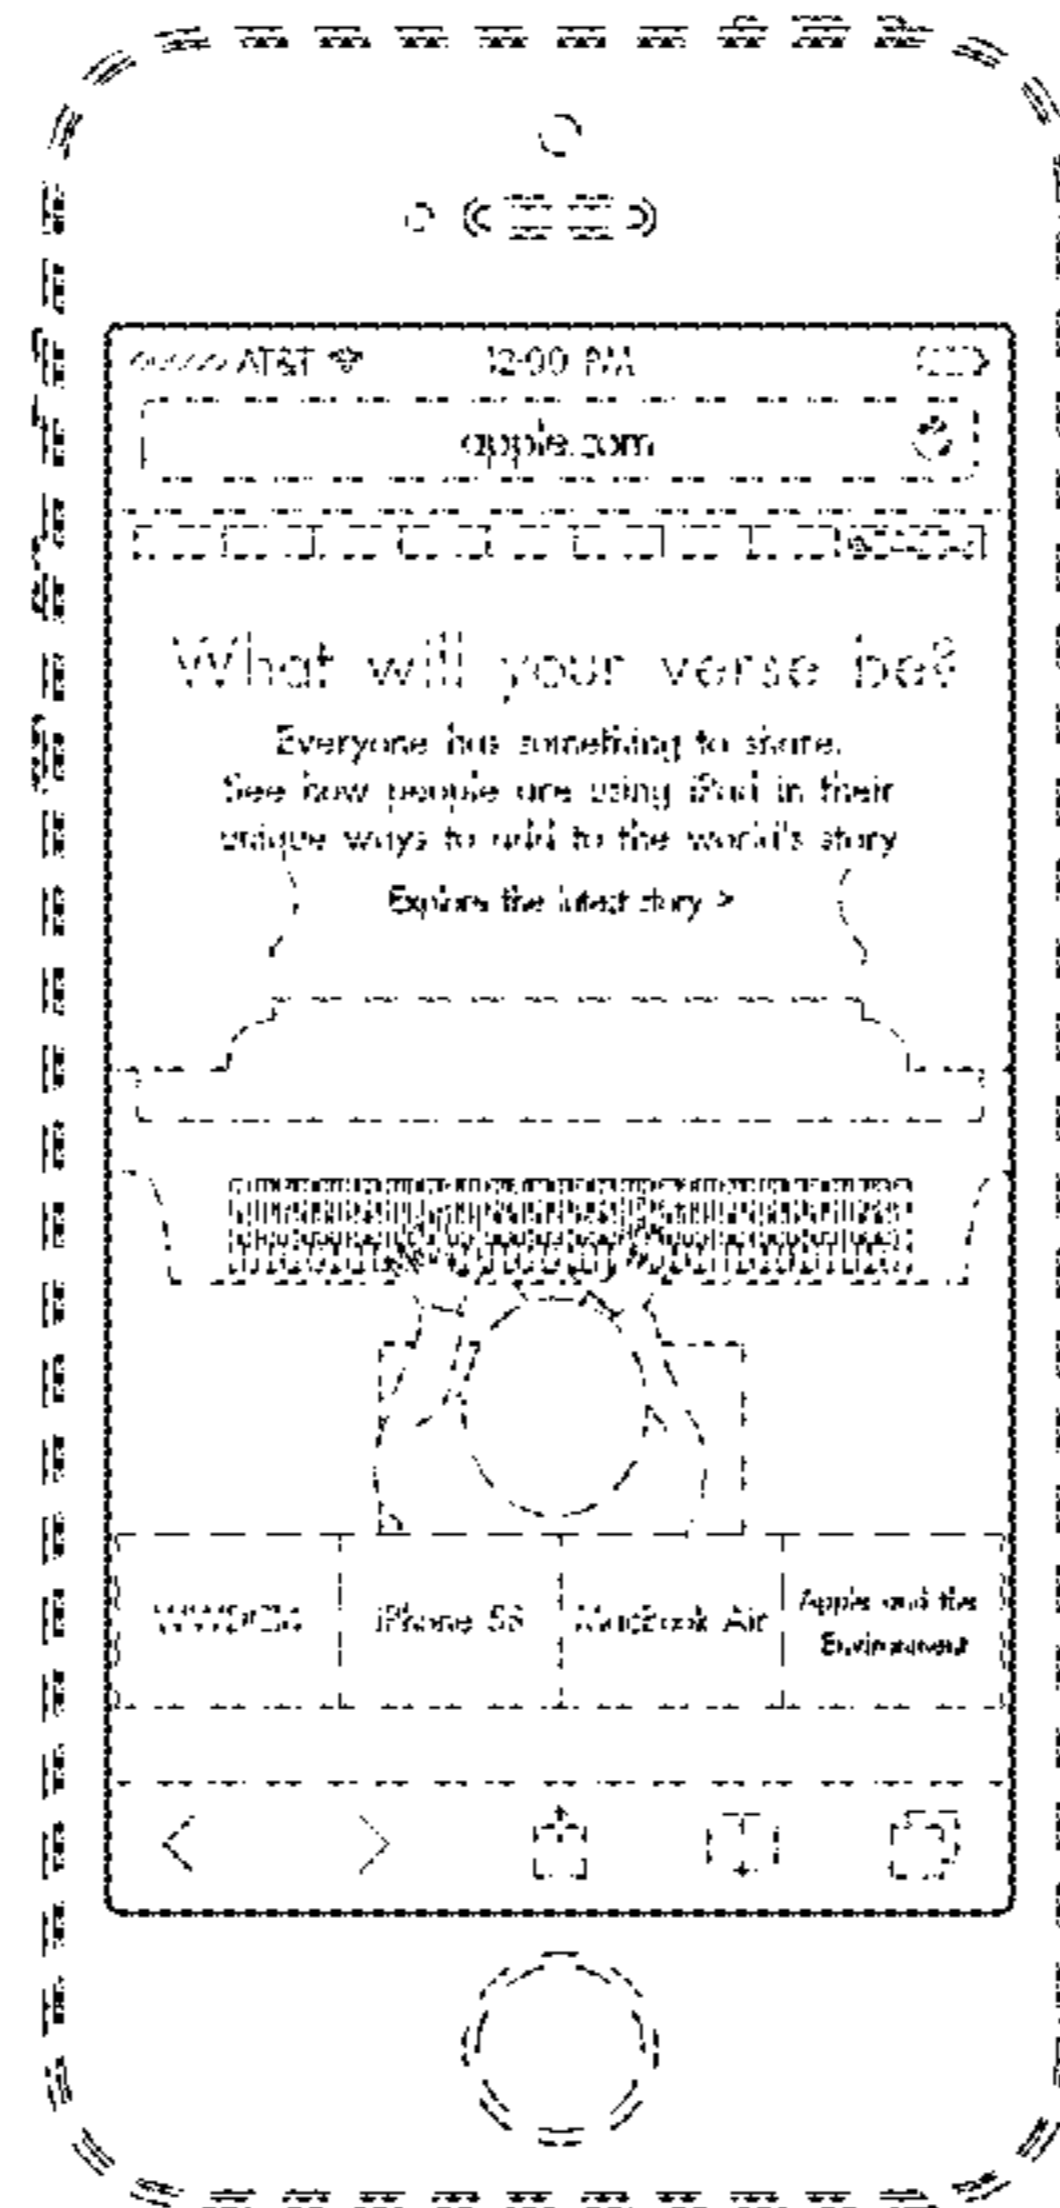 AT&T 12:00 PM
apple.com
What will your verse be?
Everyone has something to share.
See how people are using iPad in their
unique ways to add to the world's story
Explore the latest story >
iPhone
MacBook Air
Apple and the
Environment